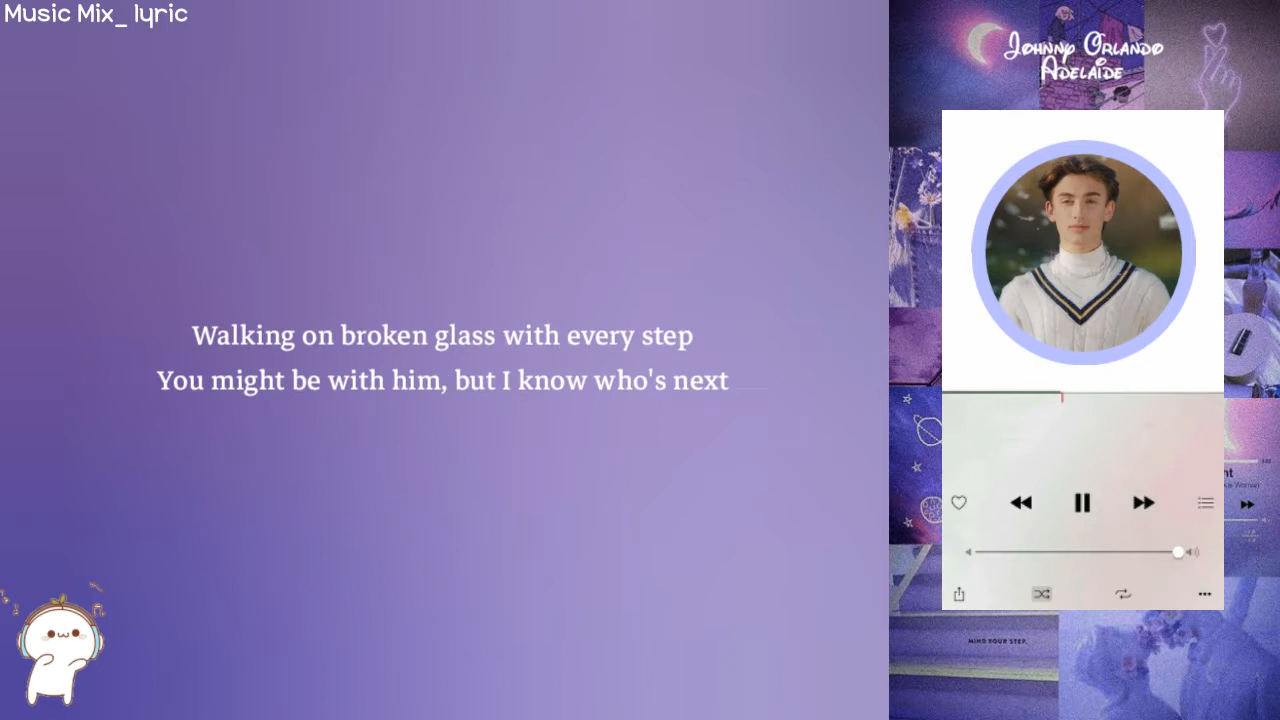 Music Mix_ lyric
Johnny Orlando
Adelaide
Walking on broken glass with every step
You might be with him, but I know who's next
MIND YOUR STEP.